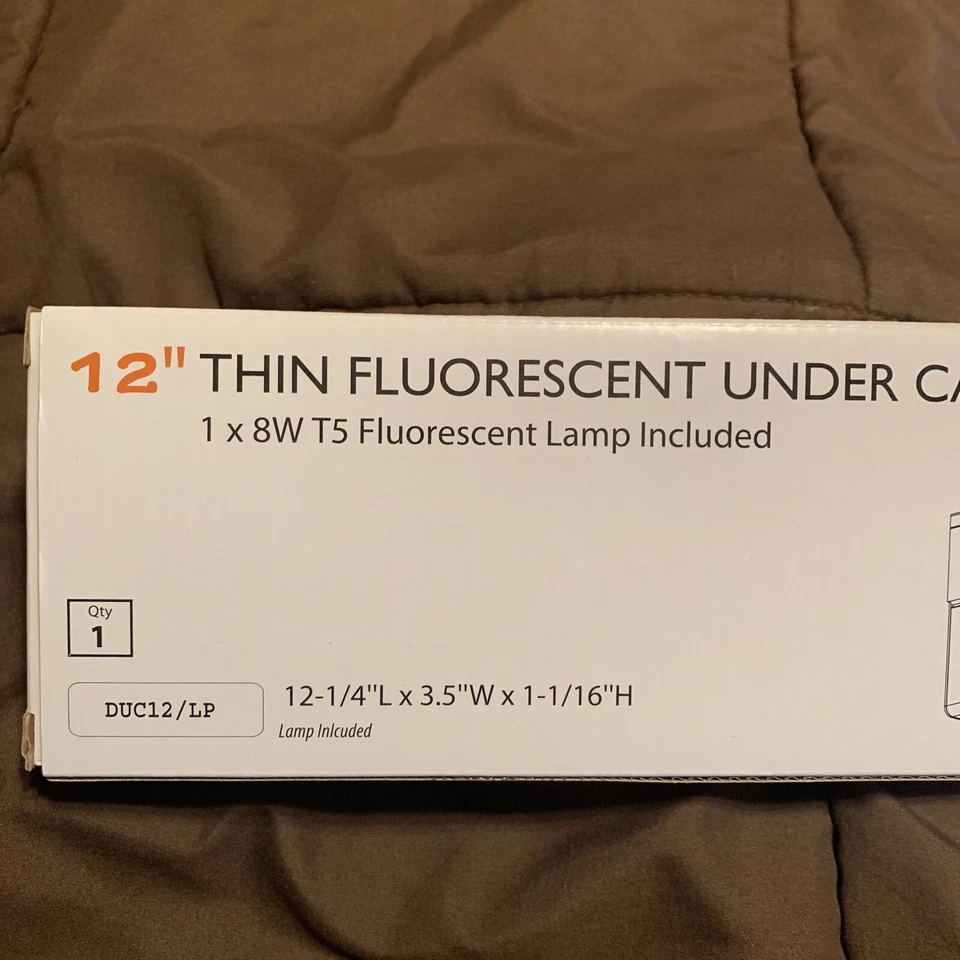 12" THIN FLUORESCENT UNDER CA
1 x 8W T5 Fluorescent Lamp Included
Qty
1
DUC12/LP
12-1/4"L x 3.5"W x 1-1/16"H
Lamp Inlcuded